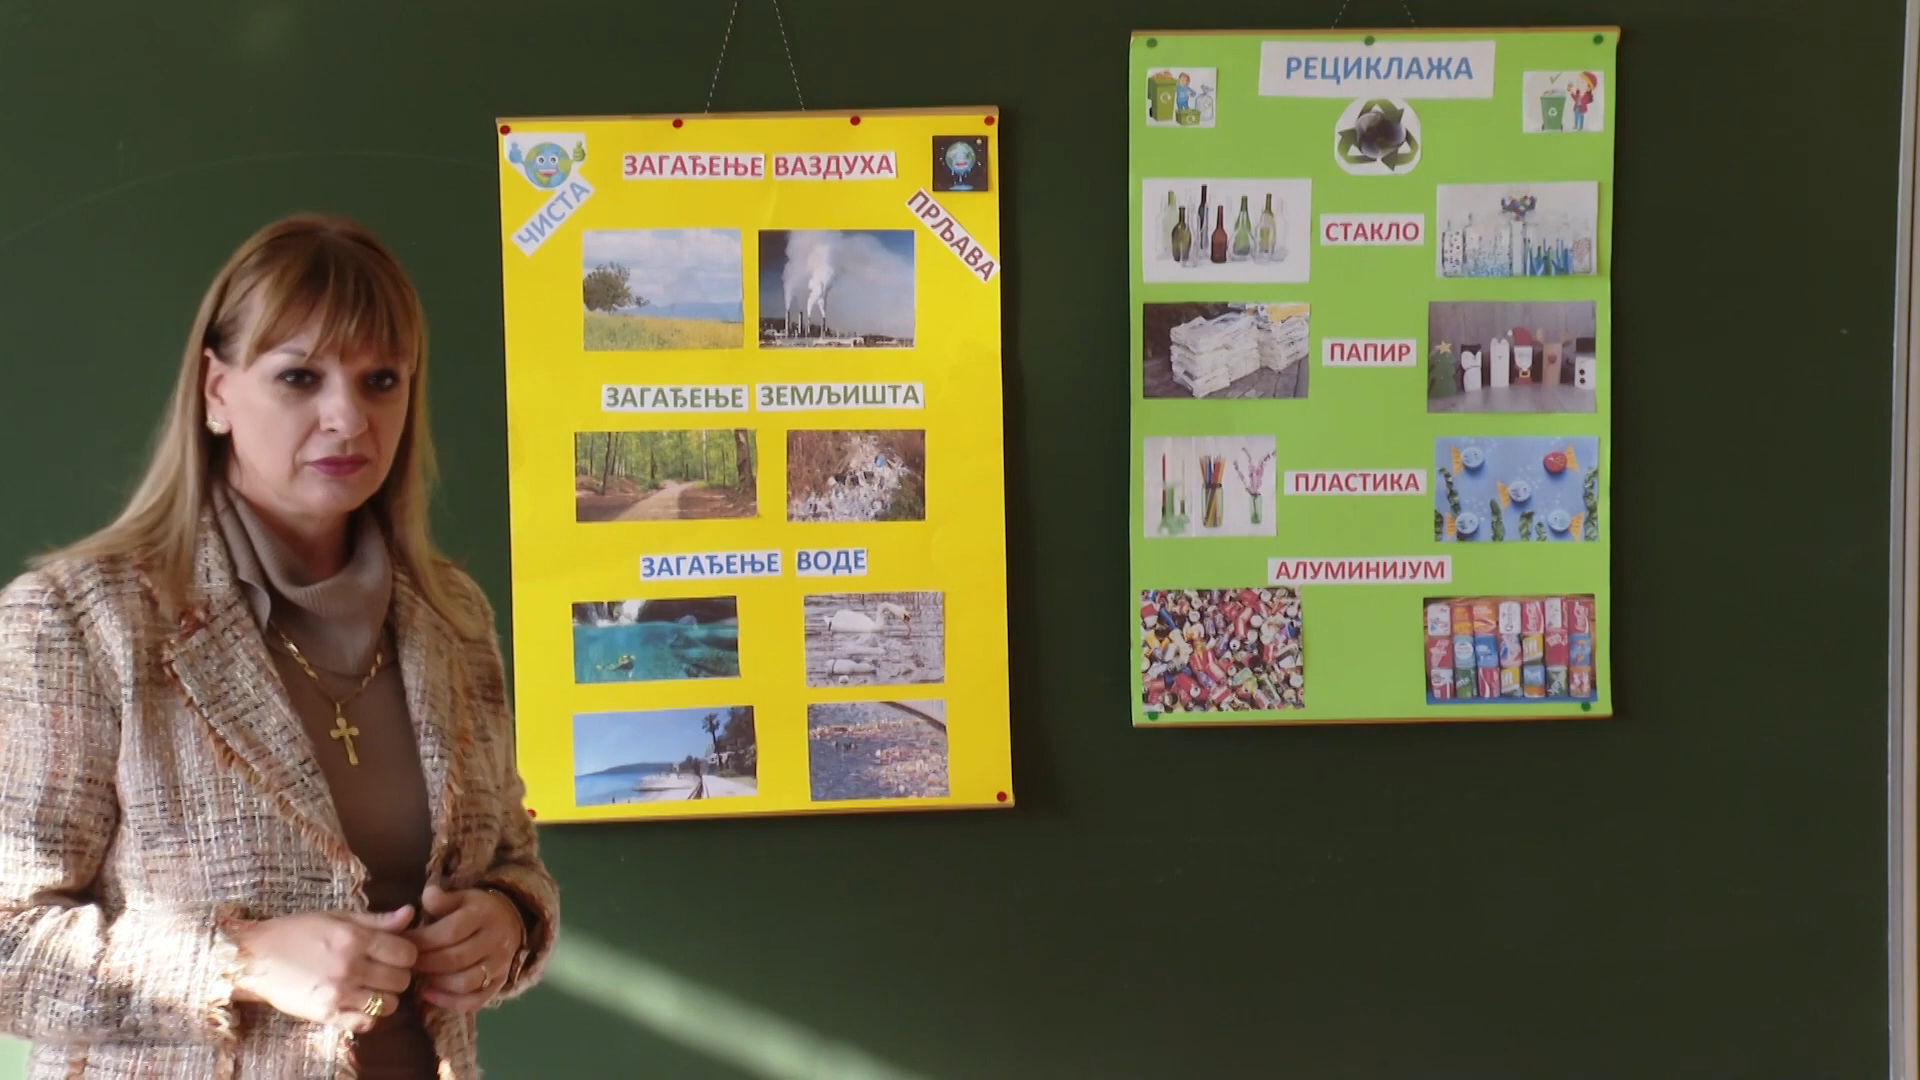 ЗАГАЂЕЊЕ ВАЗДУХА
ЧИСТА
ПРЉАВА
ЗАГАЂЕЊЕ ЗЕМЉИШТА
ЗАГАЂЕЊЕ ВОДЕ
РЕЦИКЛАЖА
СТАКЛО
ПАПИР
ПЛАСТИКА
АЛУМИНИЈУМ